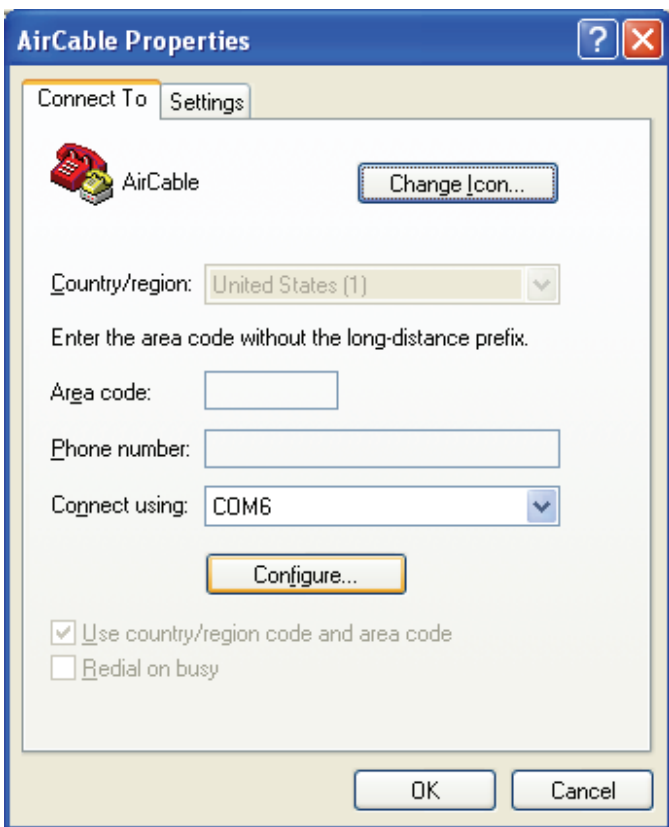 AirCable Properties
Connect To Settings
AirCable Change Icon...
Country/region: United States (1)
Enter the area code without the long-distance prefix.
Area code:
Phone number:
Connect using: COM6
Configure...
Use country/region code and area code
Redial on busy
OK Cancel